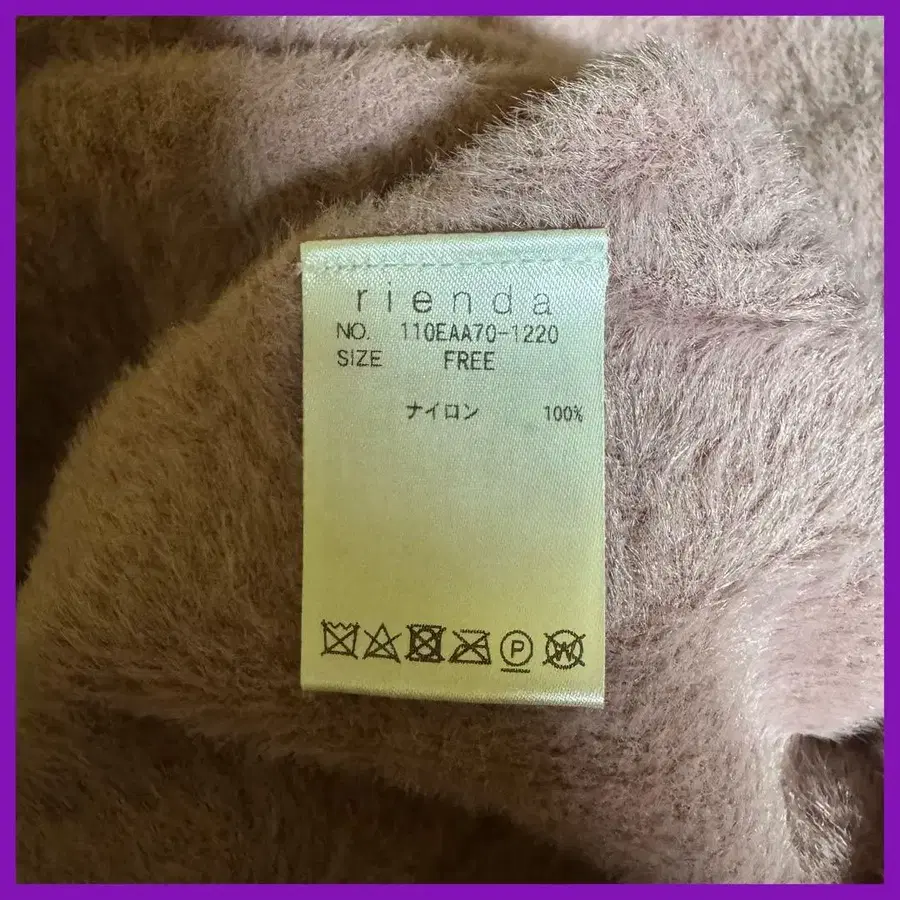 rienda
NO. 110EAA70-1220
SIZE FREE
ナイロン 100%
P W